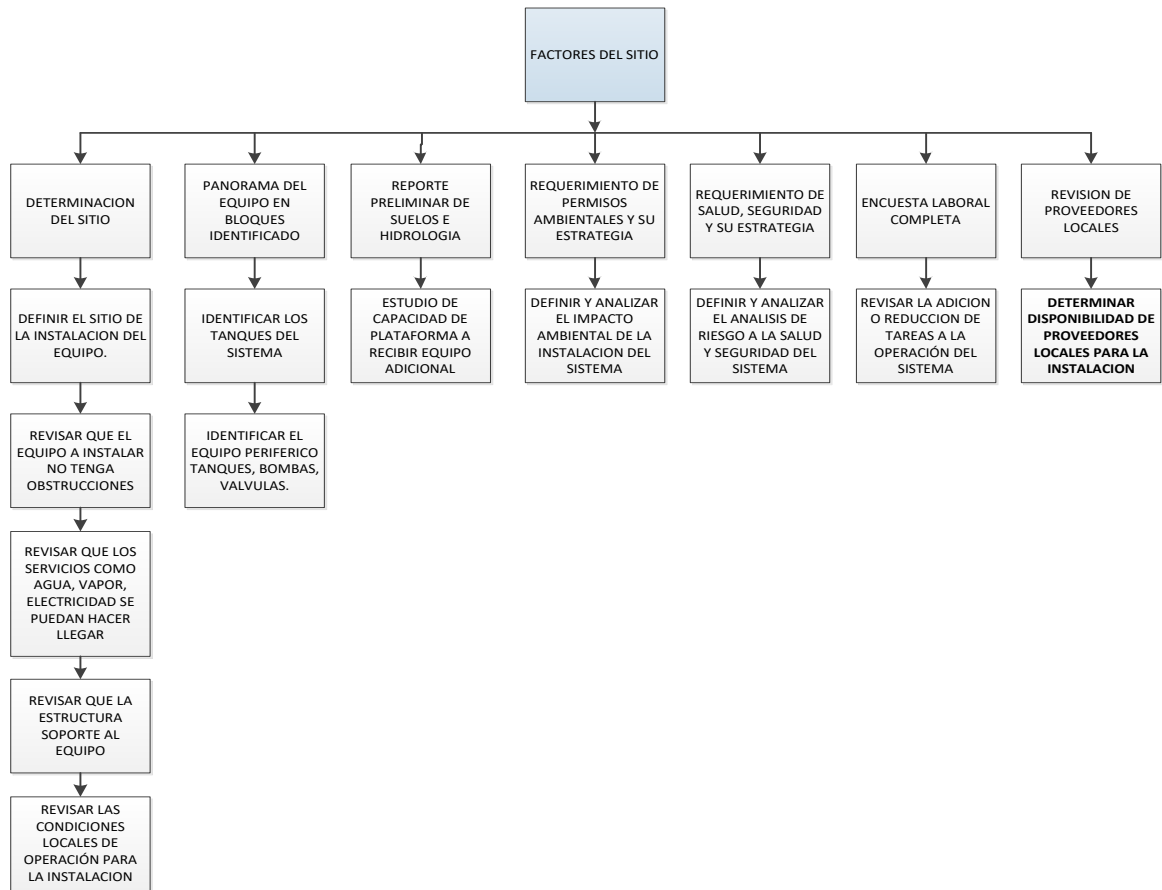 FACTORES DEL SITIO
DETERMINACION
DEL SITIO
PANORAMA DEL
EQUIPO EN
BLOQUES
IDENTIFICADO
REPORTE
PRELIMINAR DE
SUELOS E
HIDROLOGIA
REQUERIMIENTO DE
PERMISOS
AMBIENTALES Y SU
ESTRATEGIA
REQUERIMIENTO DE
SALUD, SEGURIDAD
Y SU ESTRATEGIA
ENCUESTA LABORAL
COMPLETA
REVISION DE
PROVEEDORES
LOCALES
DEFINIR EL SITIO DE
LA INSTALACION DEL
EQUIPO.
IDENTIFICAR LOS
TANQUES DEL
SISTEMA
ESTUDIO DE
CAPACIDAD DE
PLATAFORMA A
RECIBIR EQUIPO
ADICIONAL
DEFINIR Y ANALIZAR
EL IMPACTO
AMBIENTAL DE LA
INSTALACION DEL
SISTEMA
DEFINIR Y ANALIZAR
EL ANALISIS DE
RIESGO A LA SALUD
Y SEGURIDAD DEL
SISTEMA
REVISAR LA ADICION
O REDUCCION DE
TAREAS A LA
OPERACIÓN DEL
SISTEMA
DETERMINAR
DISPONIBILIDAD DE
PROVEEDORES
LOCALES PARA LA
INSTALACION
REVISAR QUE EL
EQUIPO A INSTALAR
NO TENGA
OBSTRUCCIONES
IDENTIFICAR EL
EQUIPO PERIFERICO
TANQUES, BOMBAS,
VALVULAS.
REVISAR QUE LOS
SERVICIOS COMO
AGUA, VAPOR,
ELECTRICIDAD SE
PUEDAN HACER
LLEGAR
REVISAR QUE LA
ESTRUCTURA
SOPORTE AL
EQUIPO
REVISAR LAS
CONDICIONES
LOCALES DE
OPERACIÓN PARA
LA INSTALACION